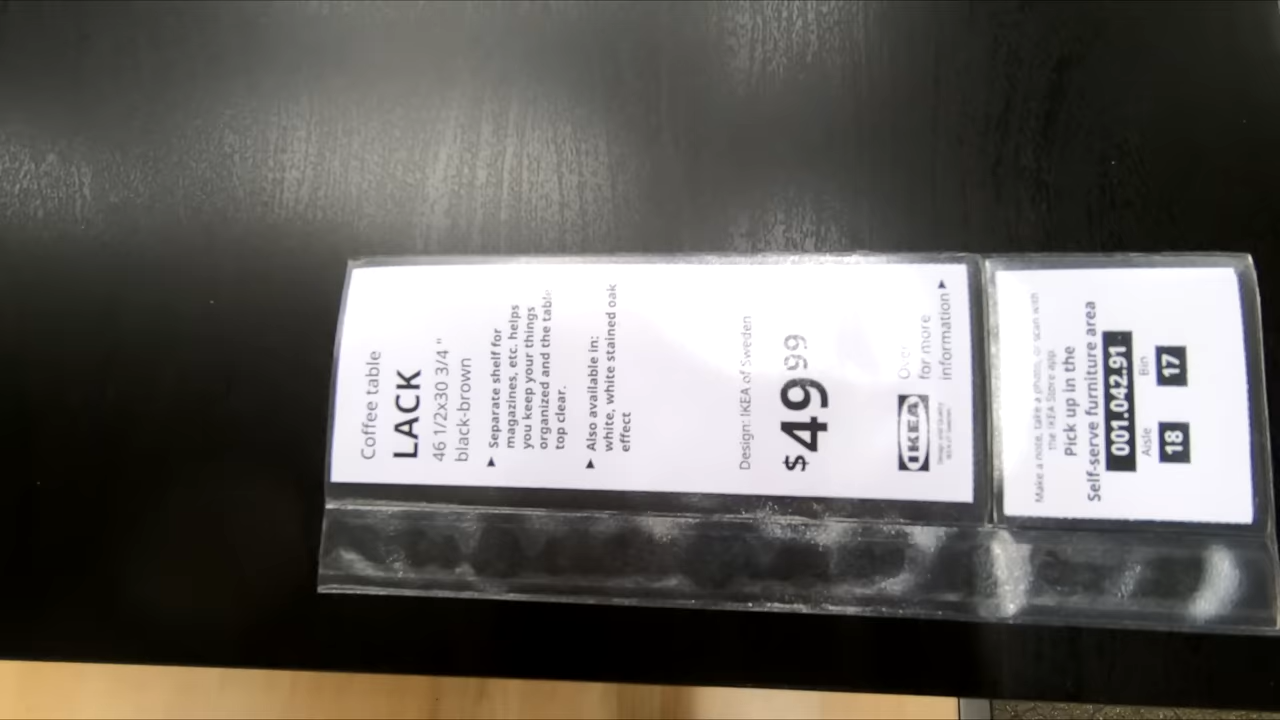 Coffee table
LACK
46 1/2x30 3/4"
black-brown
▶ Separate shelf for
magazines, etc. helps
you keep your things
organized and the table
top clear.
▶ Also available in:
white, white stained oak
effect
Design: IKEA of Sweden
$49.99
IKEA
Over
for more
information ▶
Make a note, take a photo, or scan with
the IKEA Store app.
Pick up in the
Self-serve furniture area
001.042.91
Aisle Bin
18 17